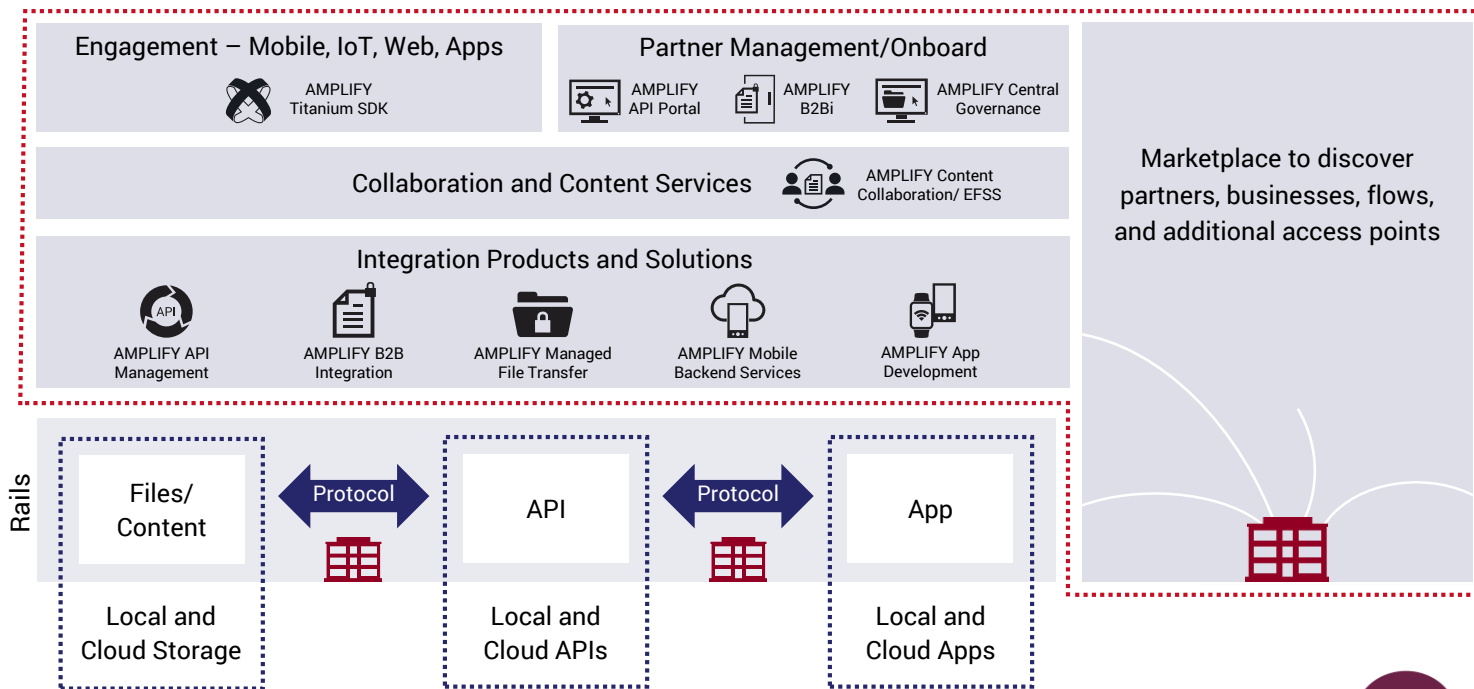 Engagement – Mobile, IoT, Web, Apps
AMPLIFY
Titanium SDK
Partner Management/Onboard
AMPLIFY
API Portal
AMPLIFY
B2Bi
AMPLIFY Central
Governance
Collaboration and Content Services
AMPLIFY Content
Collaboration/ EFSS
Marketplace to discover
partners, businesses, flows,
and additional access points
Integration Products and Solutions
API
AMPLIFY API
Management
AMPLIFY B2B
Integration
AMPLIFY Managed
File Transfer
AMPLIFY Mobile
Backend Services
AMPLIFY App
Development
Rails
Files/
Content
Protocol
API
Protocol
App
Local and
Cloud Storage
Local and
Cloud APIs
Local and
Cloud Apps